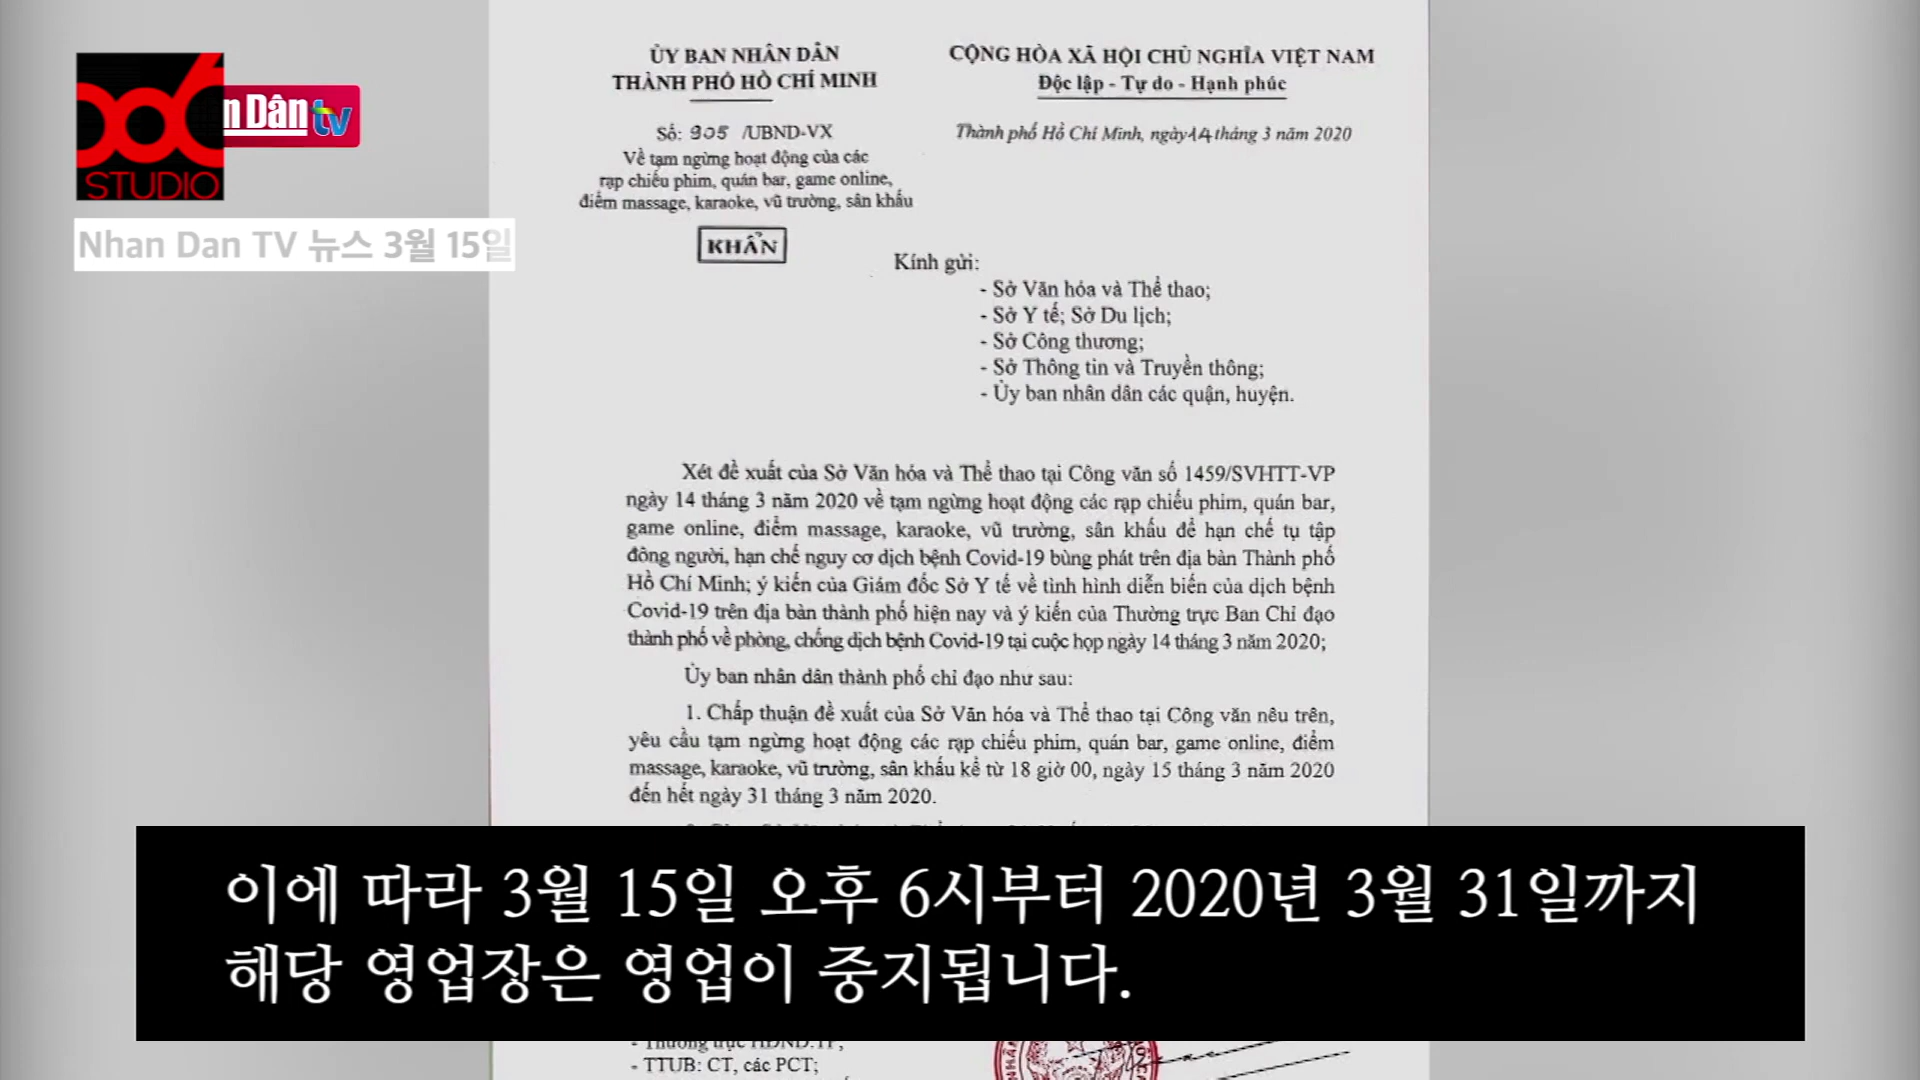 006
STUDIO
n Dân tv
Nhan Dan TV 뉴스 3월 15일
ỦY BAN NHÂN DÂN
THÀNH PHỐ HỒ CHÍ MINH
CỘNG HÒA XÃ HỘI CHỦ NGHĨA VIỆT NAM
Độc lập - Tự do - Hạnh phúc
Số: 905 /UBND-VX
Thành phố Hồ Chí Minh, ngày 14 tháng 3 năm 2020
Về tạm ngừng hoạt động của các
rạp chiếu phim, quán bar, game online,
điểm massage, karaoke, vũ trường, sân khấu
KHẨN
Kính gửi:
- Sở Văn hóa và Thể thao;
- Sở Y tế; Sở Du lịch;
- Sở Công thương;
- Sở Thông tin và Truyền thông;
- Ủy ban nhân dân các quận, huyện.
Xét đề xuất của Sở Văn hóa và Thể thao tại Công văn số 1459/SVHTT-VP
ngày 14 tháng 3 năm 2020 về tạm ngừng hoạt động các rạp chiếu phim, quán bar,
game online, điểm massage, karaoke, vũ trường, sân khấu để hạn chế tụ tập
đông người, hạn chế nguy cơ dịch bệnh Covid-19 bùng phát trên địa bàn Thành phố
Hồ Chí Minh; ý kiến của Giám đốc Sở Y tế về tình hình diễn biến của dịch bệnh
Covid-19 trên địa bàn thành phố hiện nay và ý kiến của Thường trực Ban Chỉ đạo
thành phố về phòng, chống dịch bệnh Covid-19 tại cuộc họp ngày 14 tháng 3 năm 2020;
Ủy ban nhân dân thành phố chỉ đạo như sau:
1. Chấp thuận đề xuất của Sở Văn hóa và Thể thao tại Công văn nêu trên,
yêu cầu tạm ngừng hoạt động các rạp chiếu phim, quán bar, game online, điểm
massage, karaoke, vũ trường, sân khấu kể từ 18 giờ 00, ngày 15 tháng 3 năm 2020
đến hết ngày 31 tháng 3 năm 2020.
이에 따라 3월 15일 오후 6시부터 2020년 3월 31일까지
해당 영업장은 영업이 중지됩니다.
- Thường trực HĐND.TP;
- TTUB: CT, các PCT;